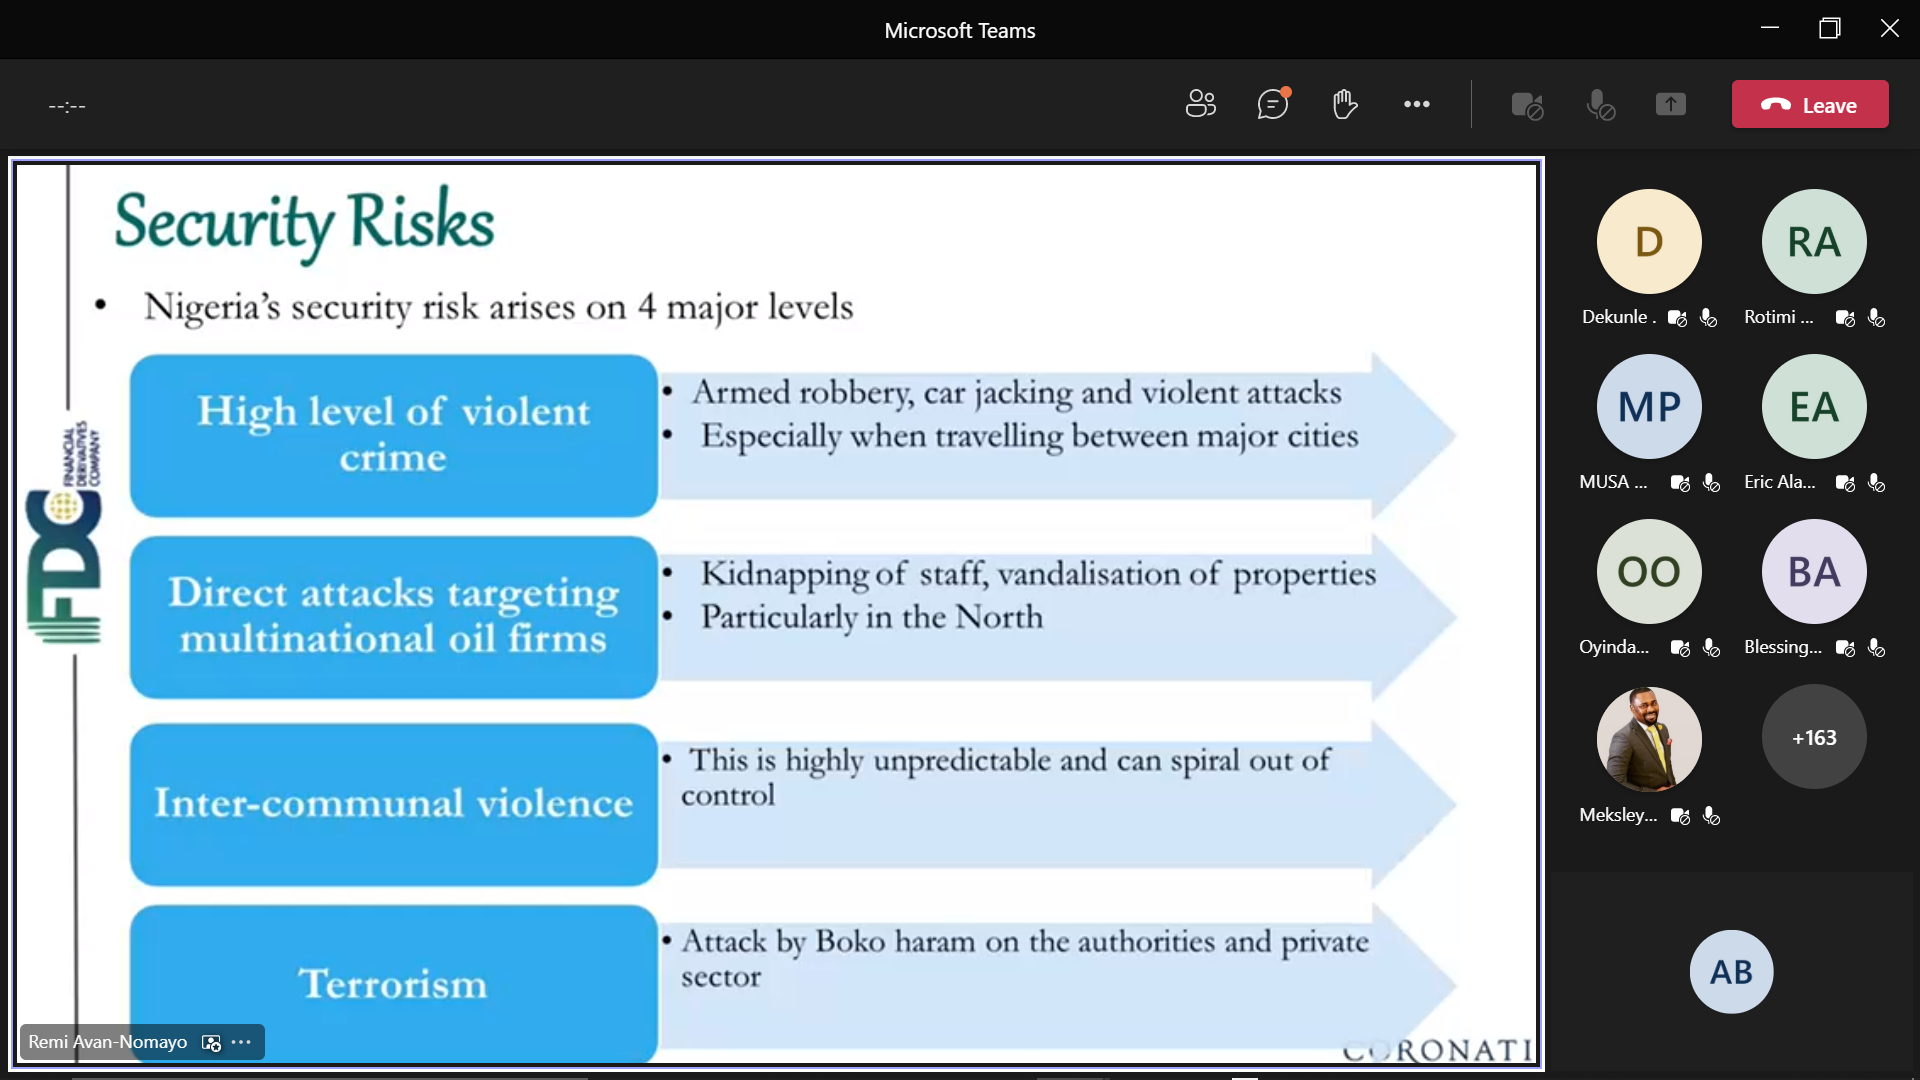 Microsoft Teams
--:--
Leave
Security Risks
• Nigeria's security risk arises on 4 major levels
High level of violent
crime
• Armed robbery, car jacking and violent attacks
• Especially when travelling between major cities
Direct attacks targeting
multinational oil firms
• Kidnapping of staff, vandalisation of properties
• Particularly in the North
Inter-communal violence
• This is highly unpredictable and can spiral out of
control
Terrorism
• Attack by Boko haram on the authorities and private
sector
FDC
FINANCIAL
DERIVATIVES
COMPANY
Remi Avan-Nomayo
CORONATI
D
RA
Dekunle .
Rotimi ...
MP
EA
MUSA ...
Eric Ala...
OO
BA
Oyinda...
Blessing...
+163
Meksley...
AB